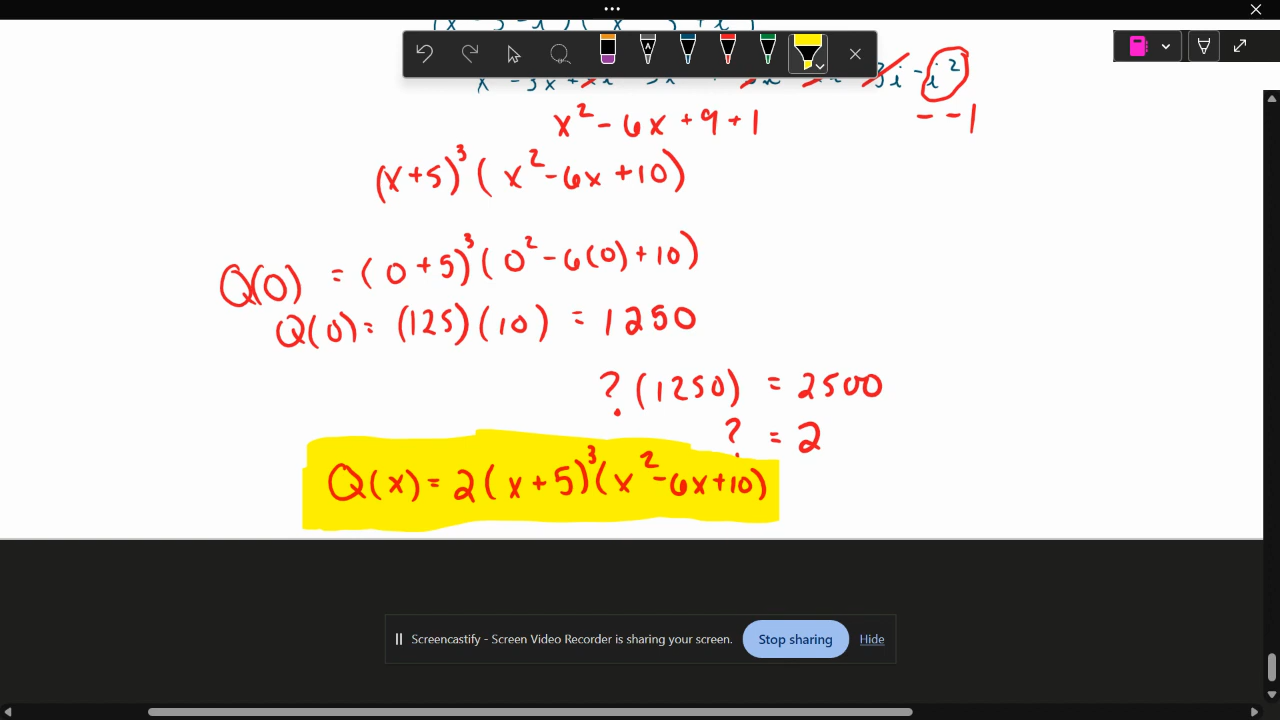 x² - 6x + 9 + 1
- - 1
(x+5)³ ( x² - 6x + 10)
Q(0) = ( 0 + 5)³ ( 0² - 6(0) + 10)
Q(0) = (125) (10) = 1250
? (1250) = 2500
? = 2
Q(x) = 2 ( x + 5)³ (x² - 6x + 10)
Screencastify - Screen Video Recorder is sharing your screen.
Stop sharing
Hide